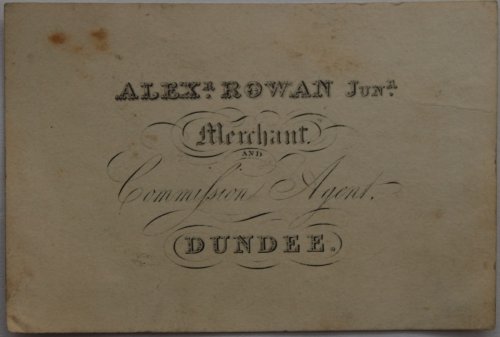 ALEXR. ROWAN JUNR.
Merchant.
AND
Commiſsion Agent.
DUNDEE.